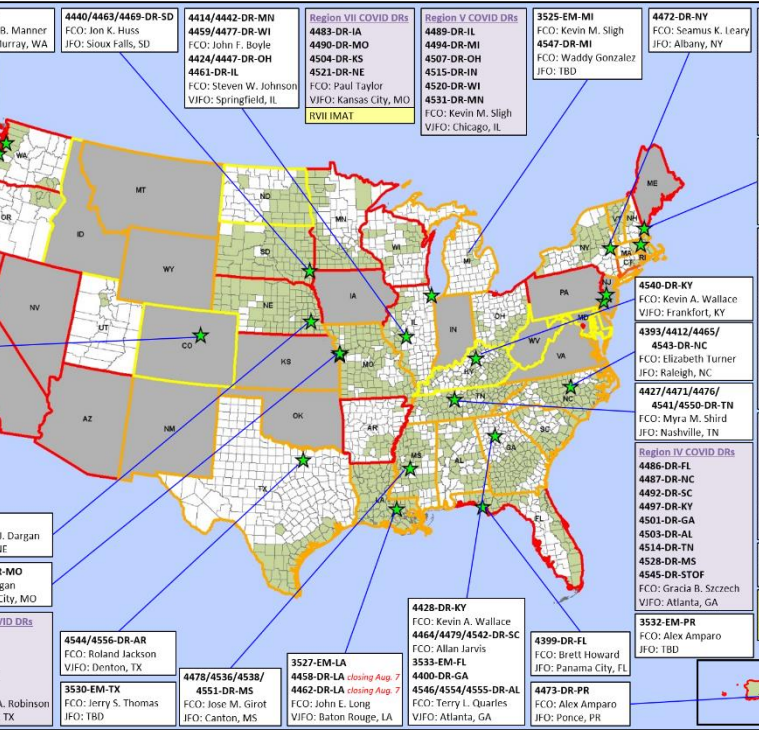 B. Manner
urray, WA
4440/4463/4469-DR-SD
FCO: Jon K. Huss
JFO: Sioux Falls, SD
4414/4442-DR-MN
4459/4477-DR-WI
FCO: John F. Boyle
4424/4447-DR-OH
4461-DR-IL
FCO: Steven W. Johnson
VJFO: Springfield, IL
Region VII COVID DRs
4483-DR-IA
4490-DR-MO
4504-DR-KS
4521-DR-NE
FCO: Paul Taylor
VJFO: Kansas City, MO
RVII IMAT
Region V COVID DRs
4489-DR-IL
4494-DR-MI
4507-DR-OH
4515-DR-IN
4520-DR-WI
4531-DR-MN
FCO: Kevin M. Sligh
VJFO: Chicago, IL
3525-EM-MI
FCO: Kevin M. Sligh
4547-DR-MI
FCO: Waddy Gonzalez
JFO: TBD
4472-DR-NY
FCO: Seamus K. Leary
JFO: Albany, NY
WA
OR
ID
MT
WY
NV
UT
CO
AZ
NM
ND
SD
NE
KS
OK
TX
MN
IA
MO
AR
LA
WI
IL
MI
IN
OH
KY
TN
MS
AL
GA
FL
SC
NC
VA
WV
MD
PA
NJ
NY
VT
NH
ME
MA
CT
RI
4540-DR-KY
FCO: Kevin A. Wallace
VJFO: Frankfort, KY
4393/4412/4465/
4543-DR-NC
FCO: Elizabeth Turner
JFO: Raleigh, NC
4427/4471/4476/
4541/4550-DR-TN
FCO: Myra M. Shird
JFO: Nashville, TN
Region IV COVID DRs
4486-DR-FL
4487-DR-NC
4492-DR-SC
4497-DR-KY
4501-DR-GA
4503-DR-AL
4514-DR-TN
4528-DR-MS
4545-DR-STOF
FCO: Gracia B. Szczech
VJFO: Atlanta, GA
3532-EM-PR
FCO: Alex Amparo
JFO: TBD
J. Dargan
NE
R-MO
gan
City, MO
VID DRs
A. Robinson
TX
4544/4556-DR-AR
FCO: Roland Jackson
VJFO: Denton, TX
3530-EM-TX
FCO: Jerry S. Thomas
JFO: TBD
4478/4536/4538/
4551-DR-MS
FCO: Jose M. Girot
JFO: Canton, MS
3527-EM-LA
4458-DR-LA closing Aug. 7
4462-DR-LA closing Aug. 7
FCO: John E. Long
VJFO: Baton Rouge, LA
4428-DR-KY
FCO: Kevin A. Wallace
4464/4479/4542-DR-SC
FCO: Allan Jarvis
3533-EM-FL
4400-DR-GA
4546/4554/4555-DR-AL
FCO: Terry L. Quarles
VJFO: Atlanta, GA
4399-DR-FL
FCO: Brett Howard
JFO: Panama City, FL
4473-DR-PR
FCO: Alex Amparo
JFO: Ponce, PR